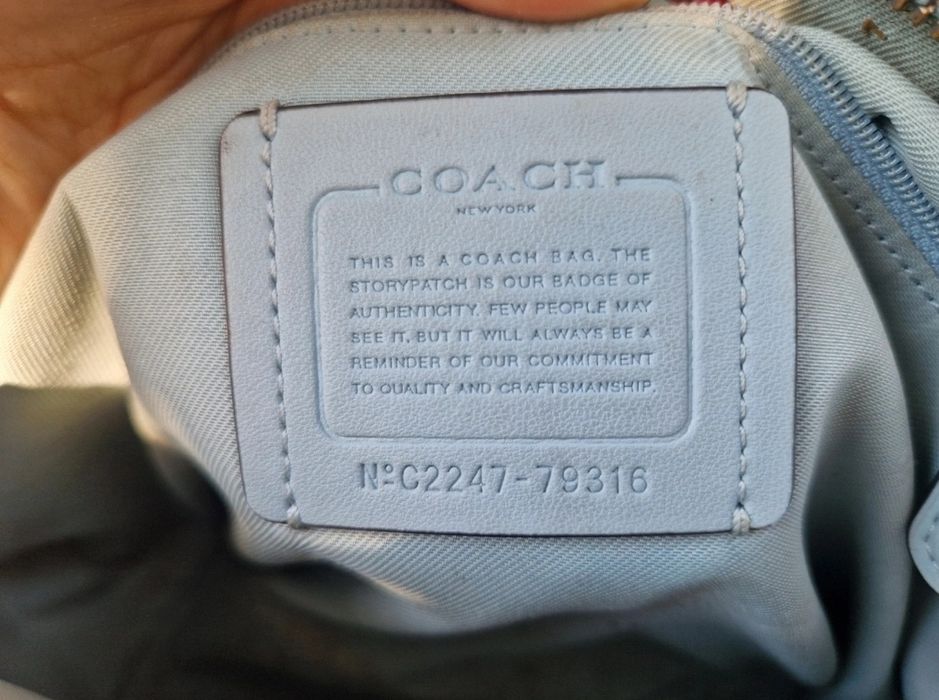 COACH
NEW YORK
THIS IS A COACH BAG. THE
STORYPATCH IS OUR BADGE OF
AUTHENTICITY. FEW PEOPLE MAY
SEE IT, BUT IT WILL ALWAYS BE A
REMINDER OF OUR COMMITMENT
TO QUALITY AND CRAFTSMANSHIP.
NºC2247-79316